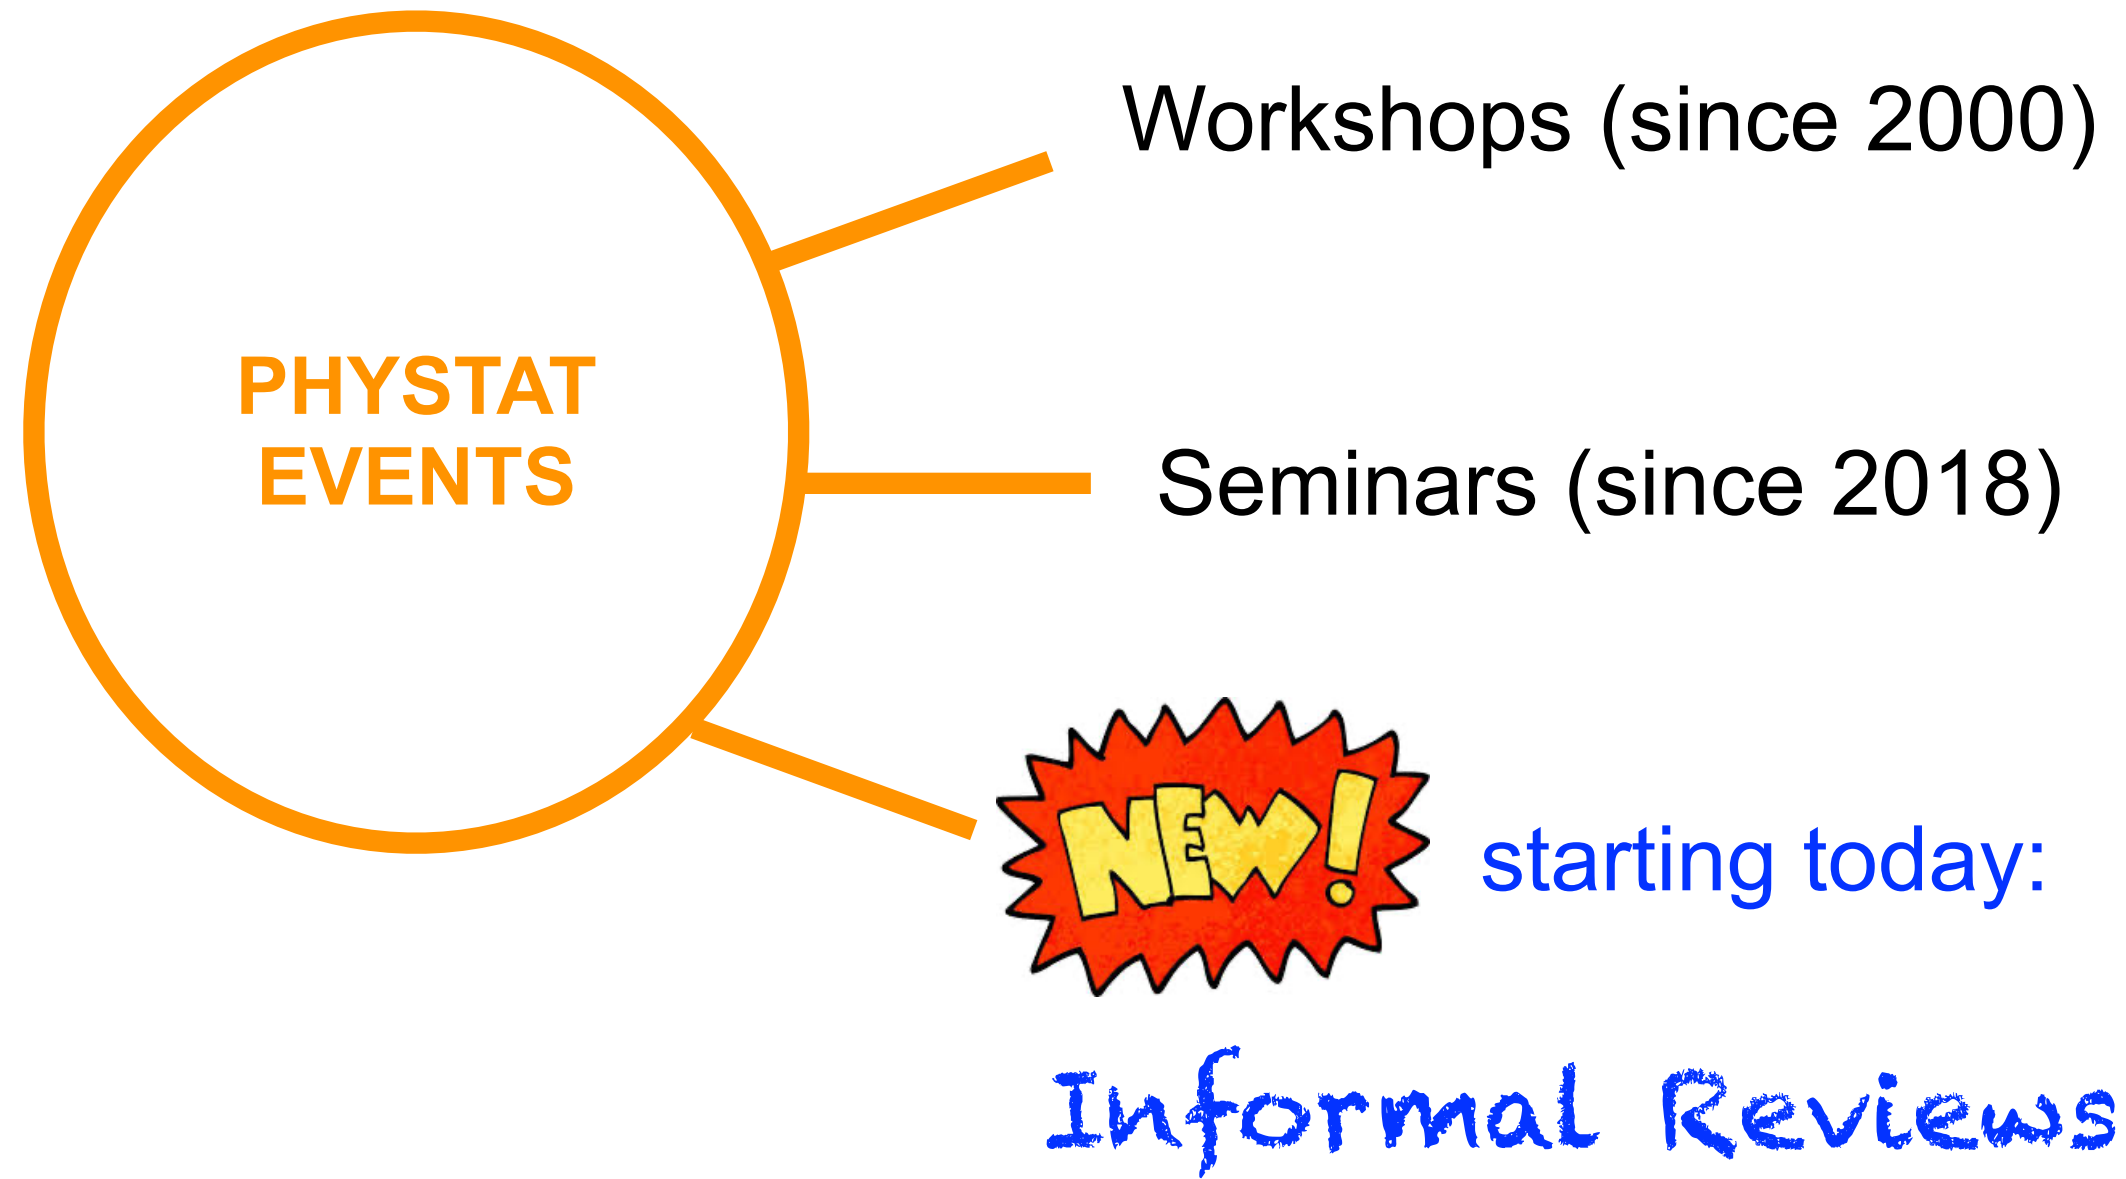 PHYSTAT
EVENTS
Workshops (since 2000)
Seminars (since 2018)
NEW!
starting today:
Informal Reviews